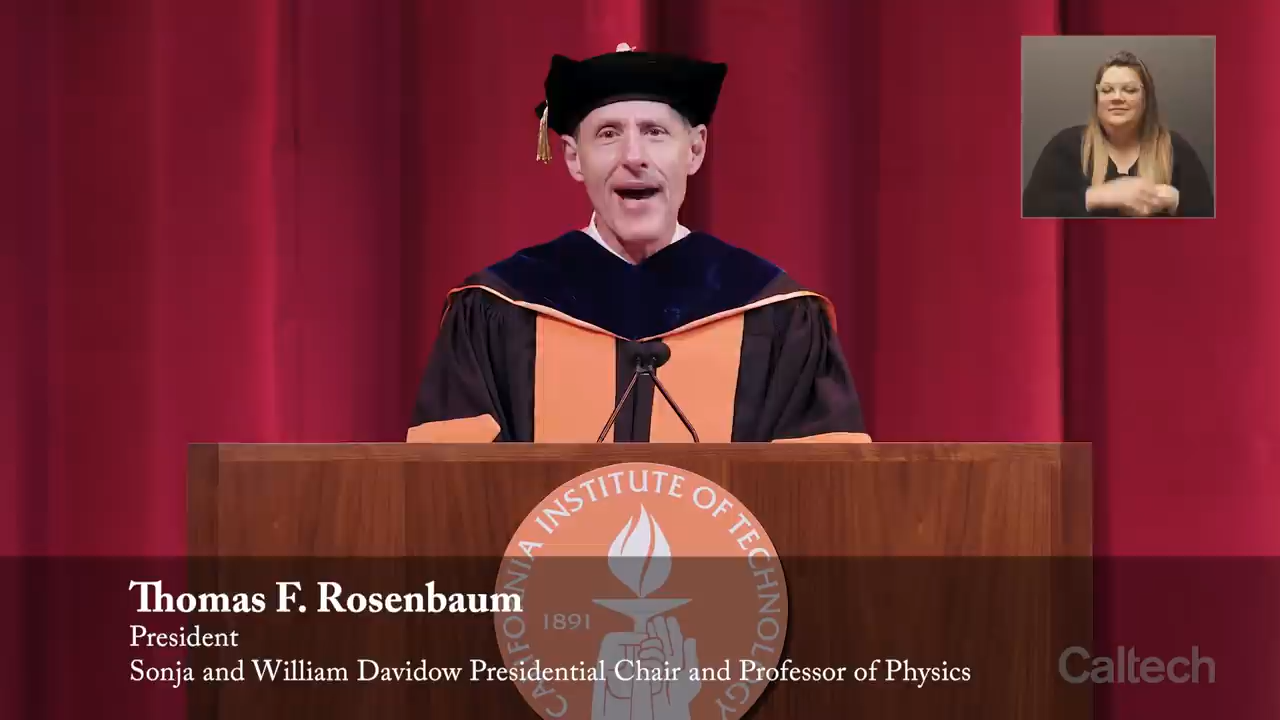 CALIFORNIA INSTITUTE OF TECHNOLOGY
1891
Thomas F. Rosenbaum
President
Sonja and William Davidow Presidential Chair and Professor of Physics
Caltech